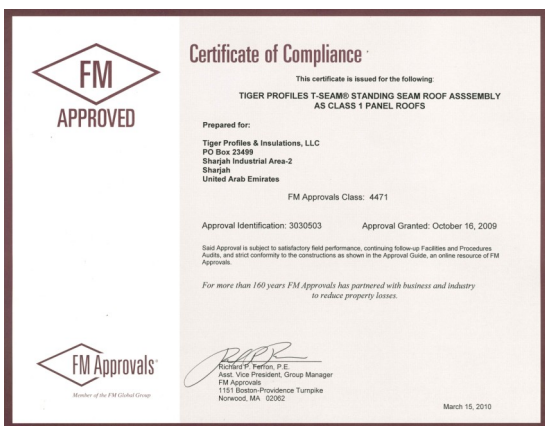 FM
APPROVED
Certificate of Compliance
This certificate is issued for the following:
TIGER PROFILES T-SEAM® STANDING SEAM ROOF ASSSEMBLY
AS CLASS 1 PANEL ROOFS
Prepared for:
Tiger Profiles & Insulations, LLC
PO Box 23499
Sharjah Industrial Area-2
Sharjah
United Arab Emirates
FM Approvals Class: 4471
Approval Identification: 3030503 Approval Granted: October 16, 2009
Said Approval is subject to satisfactory field performance, continuing follow-up Facilities and Procedures
Audits, and strict conformity to the constructions as shown in the Approval Guide, an online resource of FM
Approvals.
For more than 160 years FM Approvals has partnered with business and industry
to reduce property losses.
Richard P. Ferron, P.E.
Asst. Vice President, Group Manager
FM Approvals
1151 Boston-Providence Turnpike
Norwood, MA 02062
March 15, 2010
FM Approvals®
Member of the FM Global Group